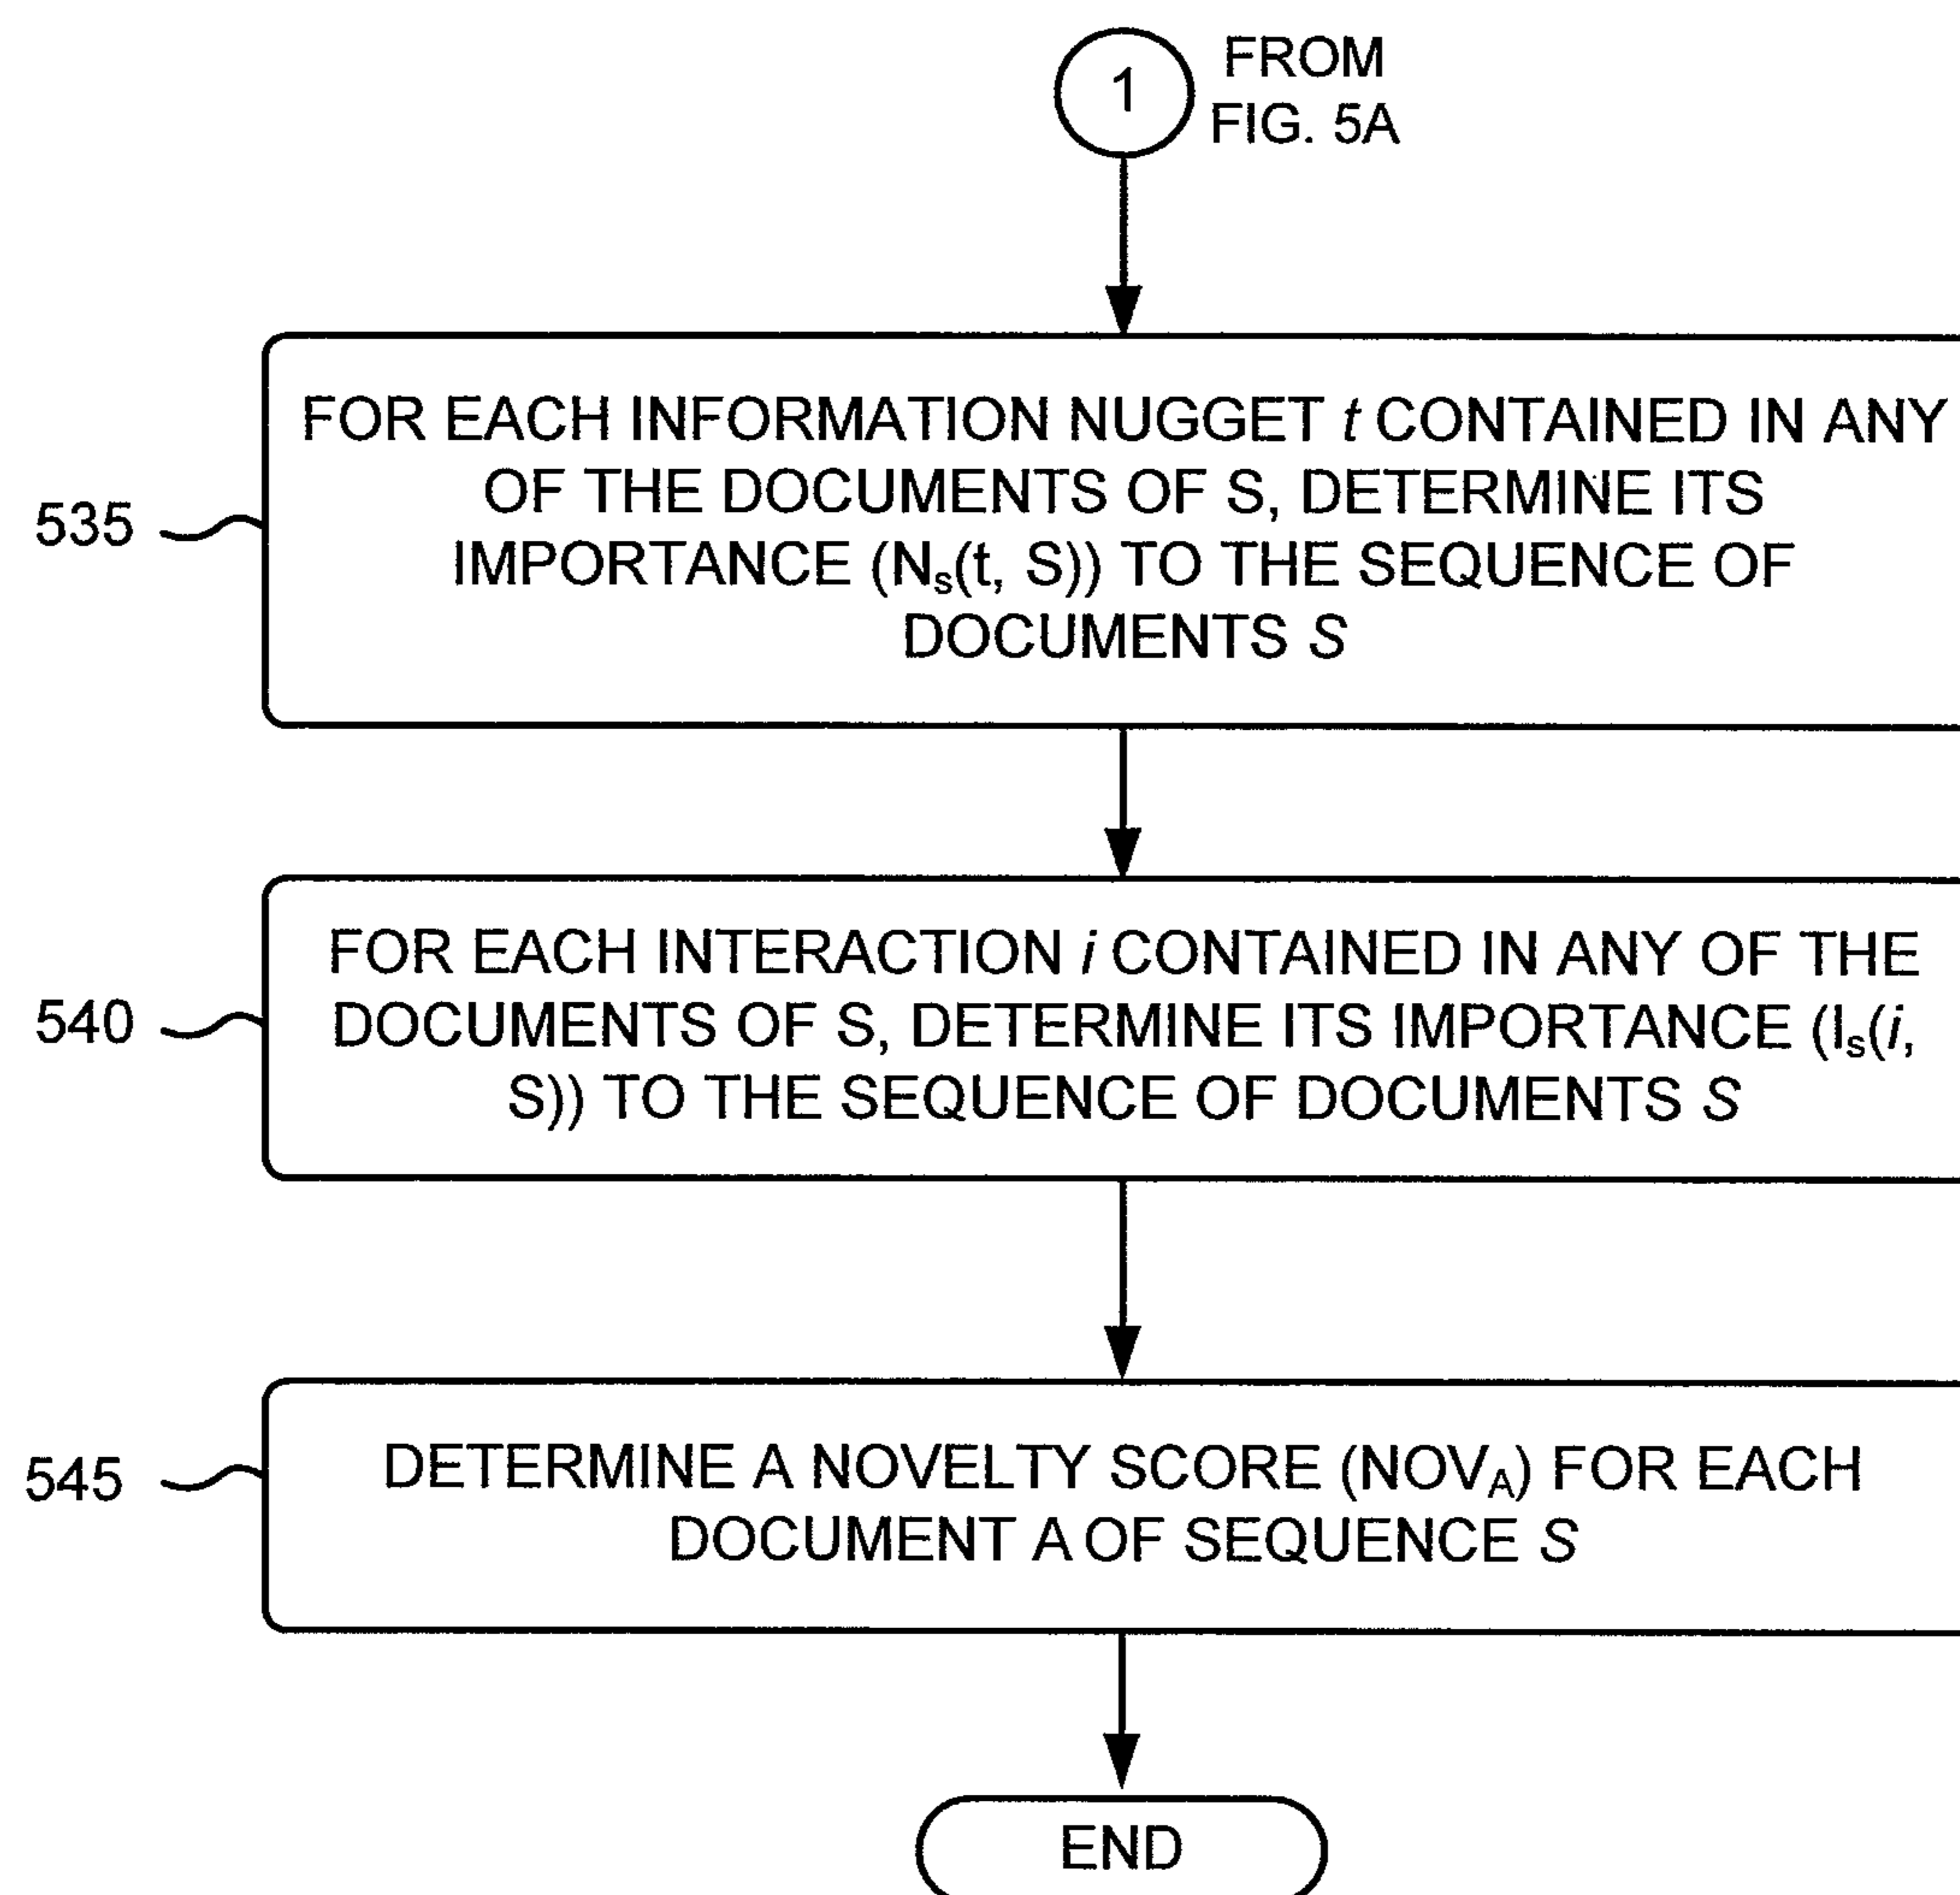 1
FROM
FIG. 5A
FOR EACH INFORMATION NUGGET t CONTAINED IN ANY
OF THE DOCUMENTS OF S, DETERMINE ITS
IMPORTANCE (Ns(t, S)) TO THE SEQUENCE OF
DOCUMENTS S
535
FOR EACH INTERACTION i CONTAINED IN ANY OF THE
DOCUMENTS OF S, DETERMINE ITS IMPORTANCE (Is(i,
S)) TO THE SEQUENCE OF DOCUMENTS S
540
DETERMINE A NOVELTY SCORE (NOVA) FOR EACH
DOCUMENT A OF SEQUENCE S
545
END